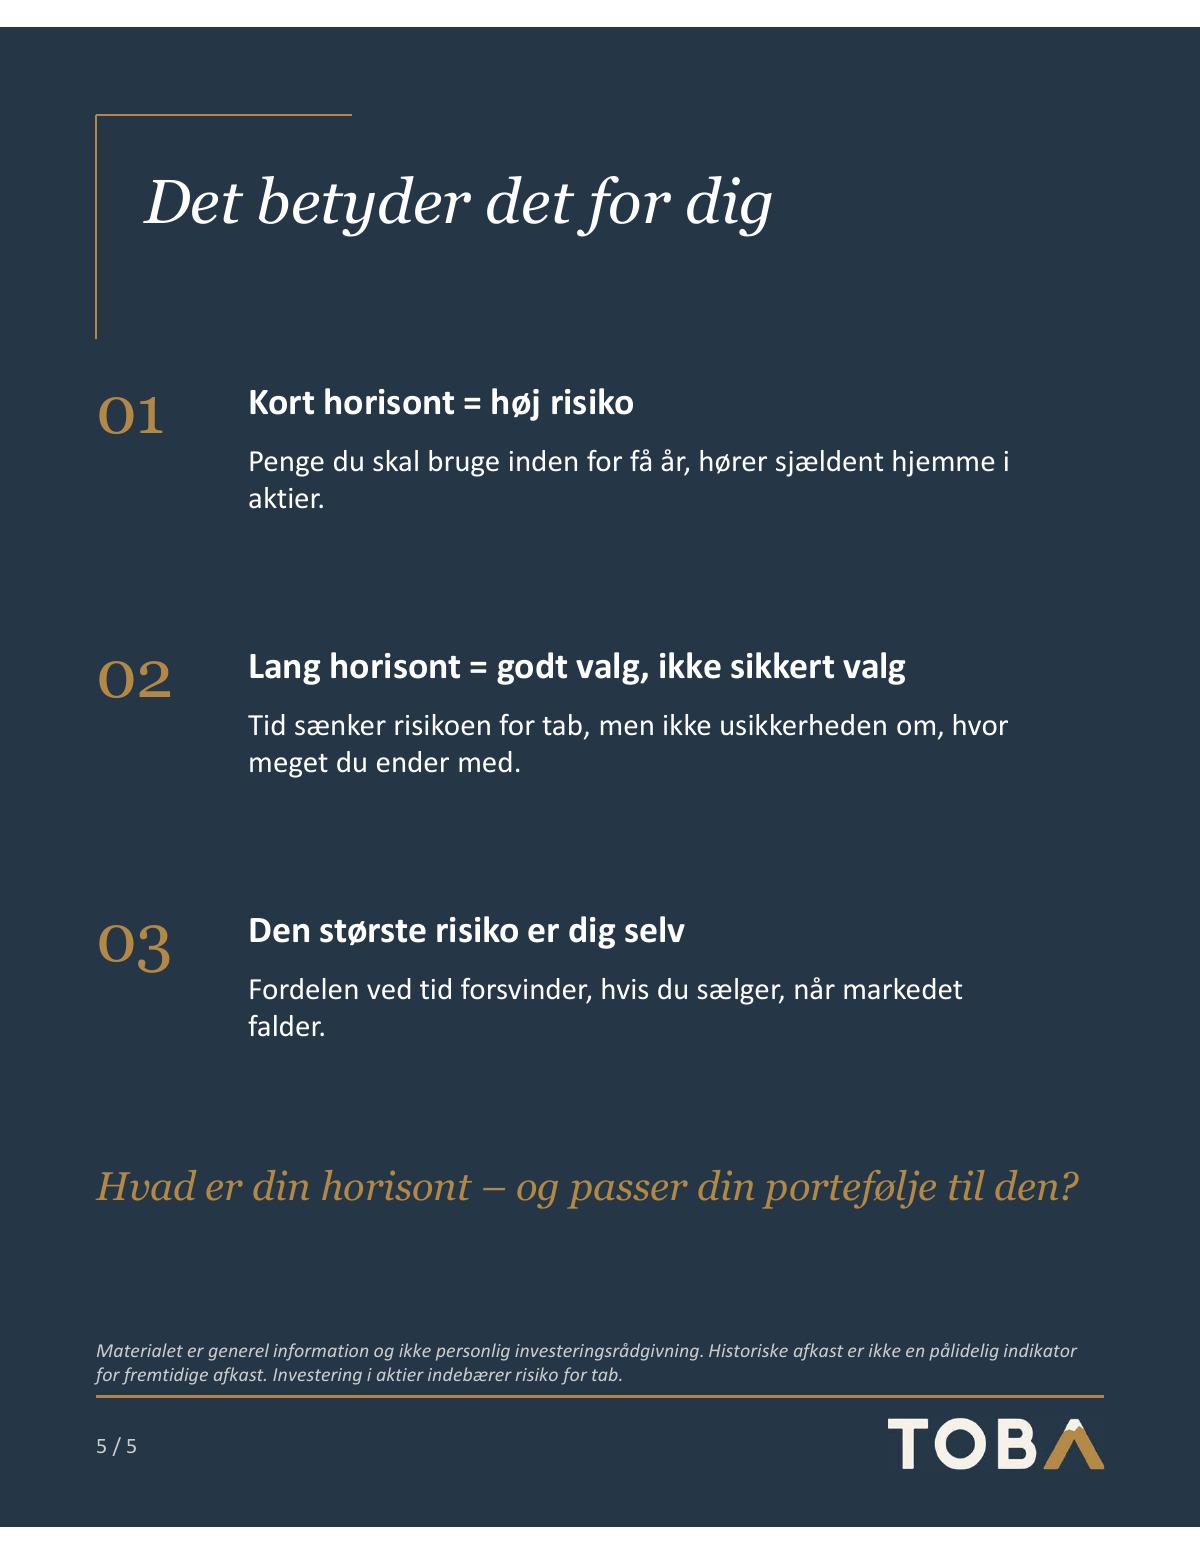 Det betyder det for dig
01
Kort horisont = høj risiko
Penge du skal bruge inden for få år, hører sjældent hjemme i
aktier.
02
Lang horisont = godt valg, ikke sikkert valg
Tid sænker risikoen for tab, men ikke usikkerheden om, hvor
meget du ender med.
03
Den største risiko er dig selv
Fordelen ved tid forsvinder, hvis du sælger, når markedet
falder.
Hvad er din horisont – og passer din portefølje til den?
Materialet er generel information og ikke personlig investeringsrådgivning. Historiske afkast er ikke en pålidelig indikator
for fremtidige afkast. Investering i aktier indebærer risiko for tab.
5 / 5
TOBA